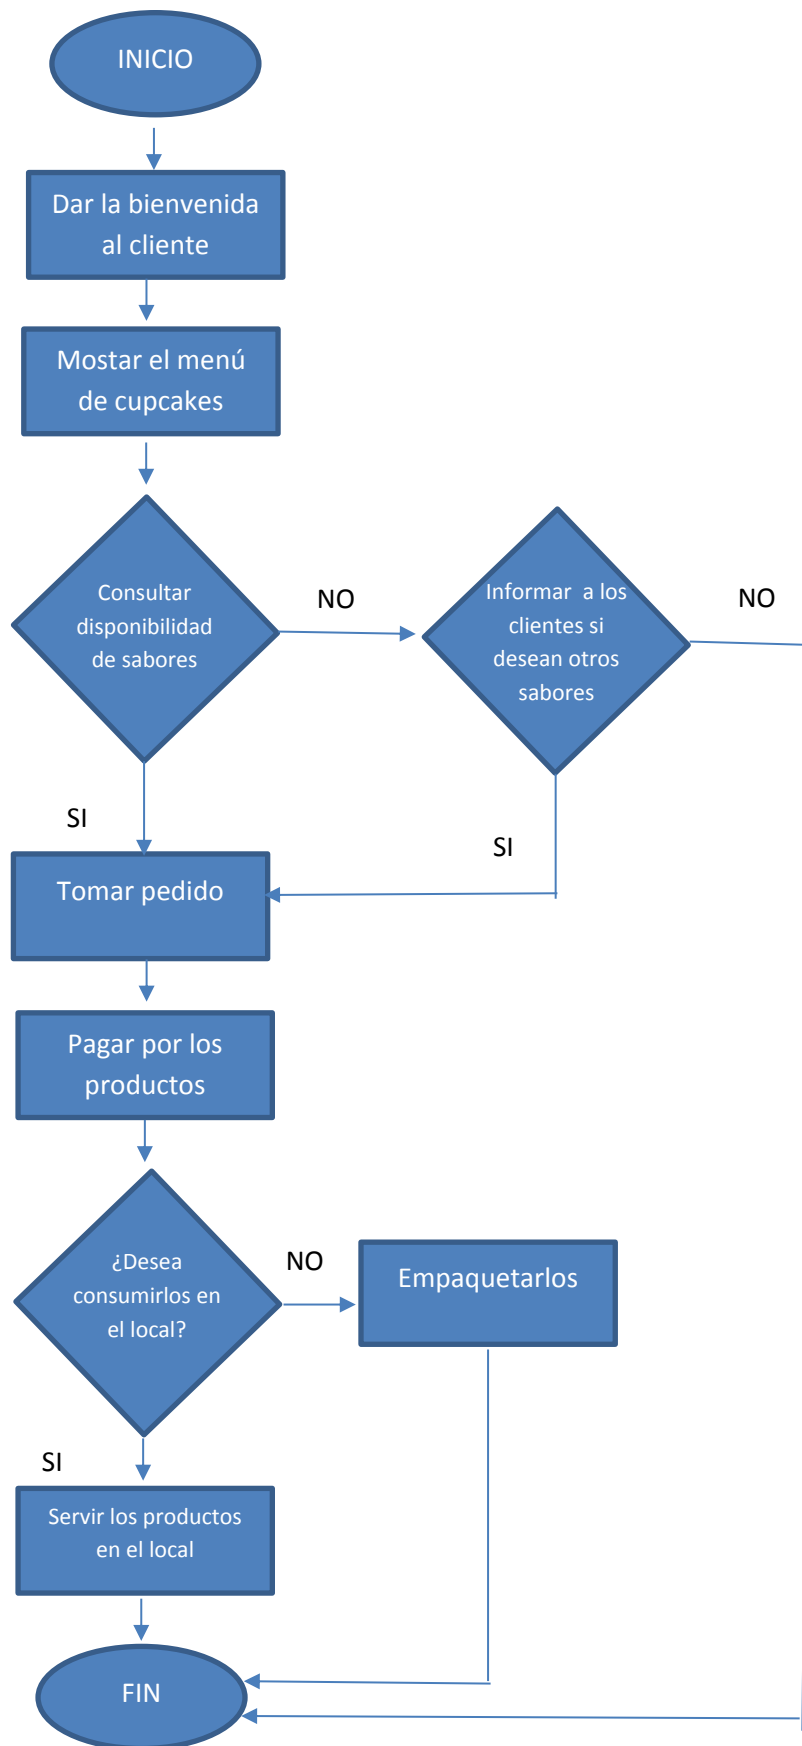 INICIO
Dar la bienvenida
al cliente
Mostar el menú
de cupcakes
Consultar
disponibilidad
de sabores
NO
Informar a los
clientes si
desean otros
sabores
NO
SI
SI
Tomar pedido
Pagar por los
productos
¿Desea
consumirlos en
el local?
NO
Empaquetarlos
SI
Servir los productos
en el local
FIN